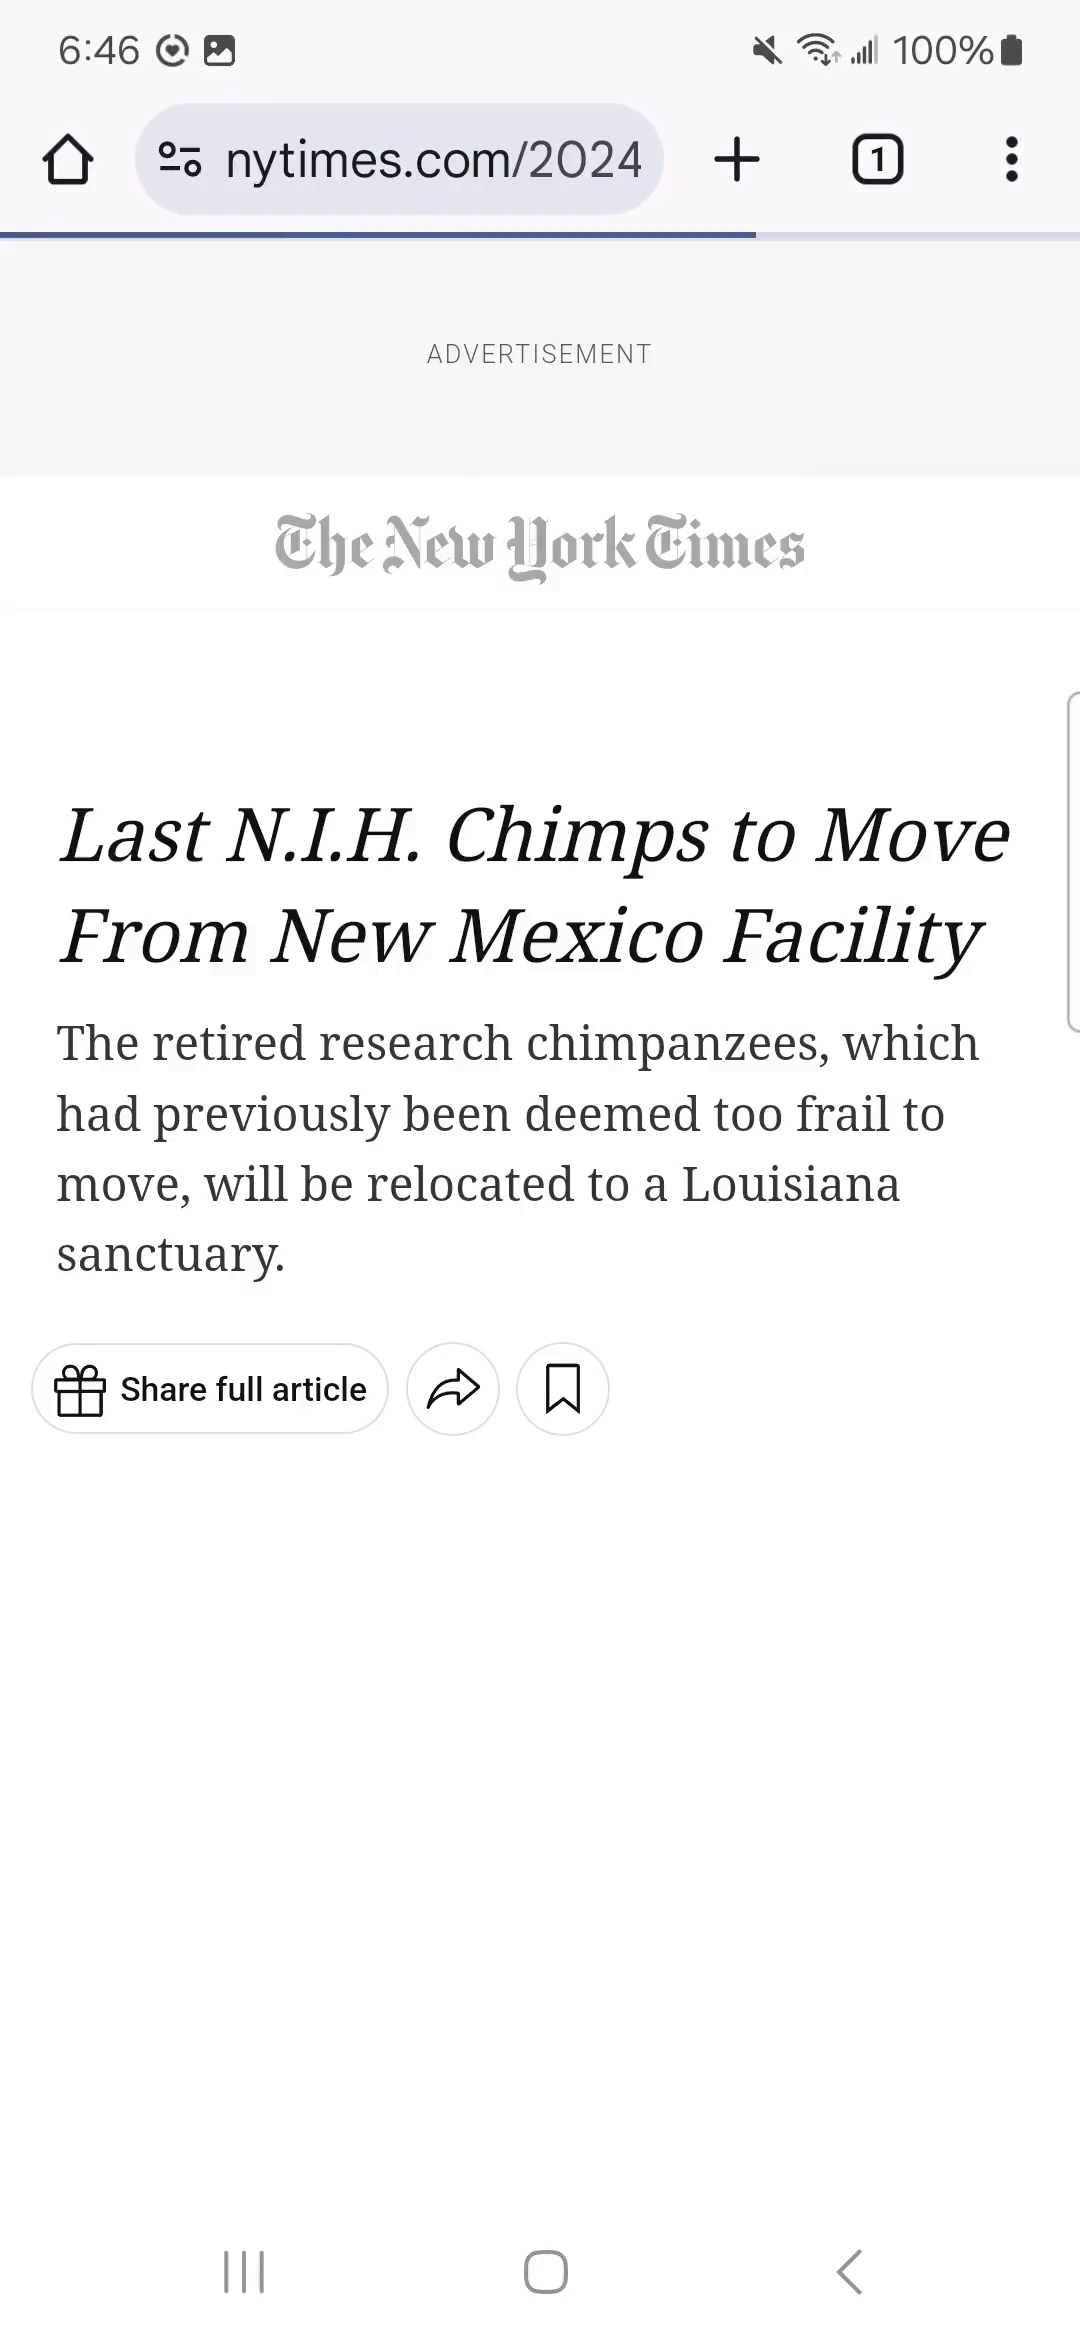 6:46
100%
nytimes.com/2024
1
ADVERTISEMENT
The New York Times
Last N.I.H. Chimps to Move
From New Mexico Facility
The retired research chimpanzees, which
had previously been deemed too frail to
move, will be relocated to a Louisiana
sanctuary.
Share full article